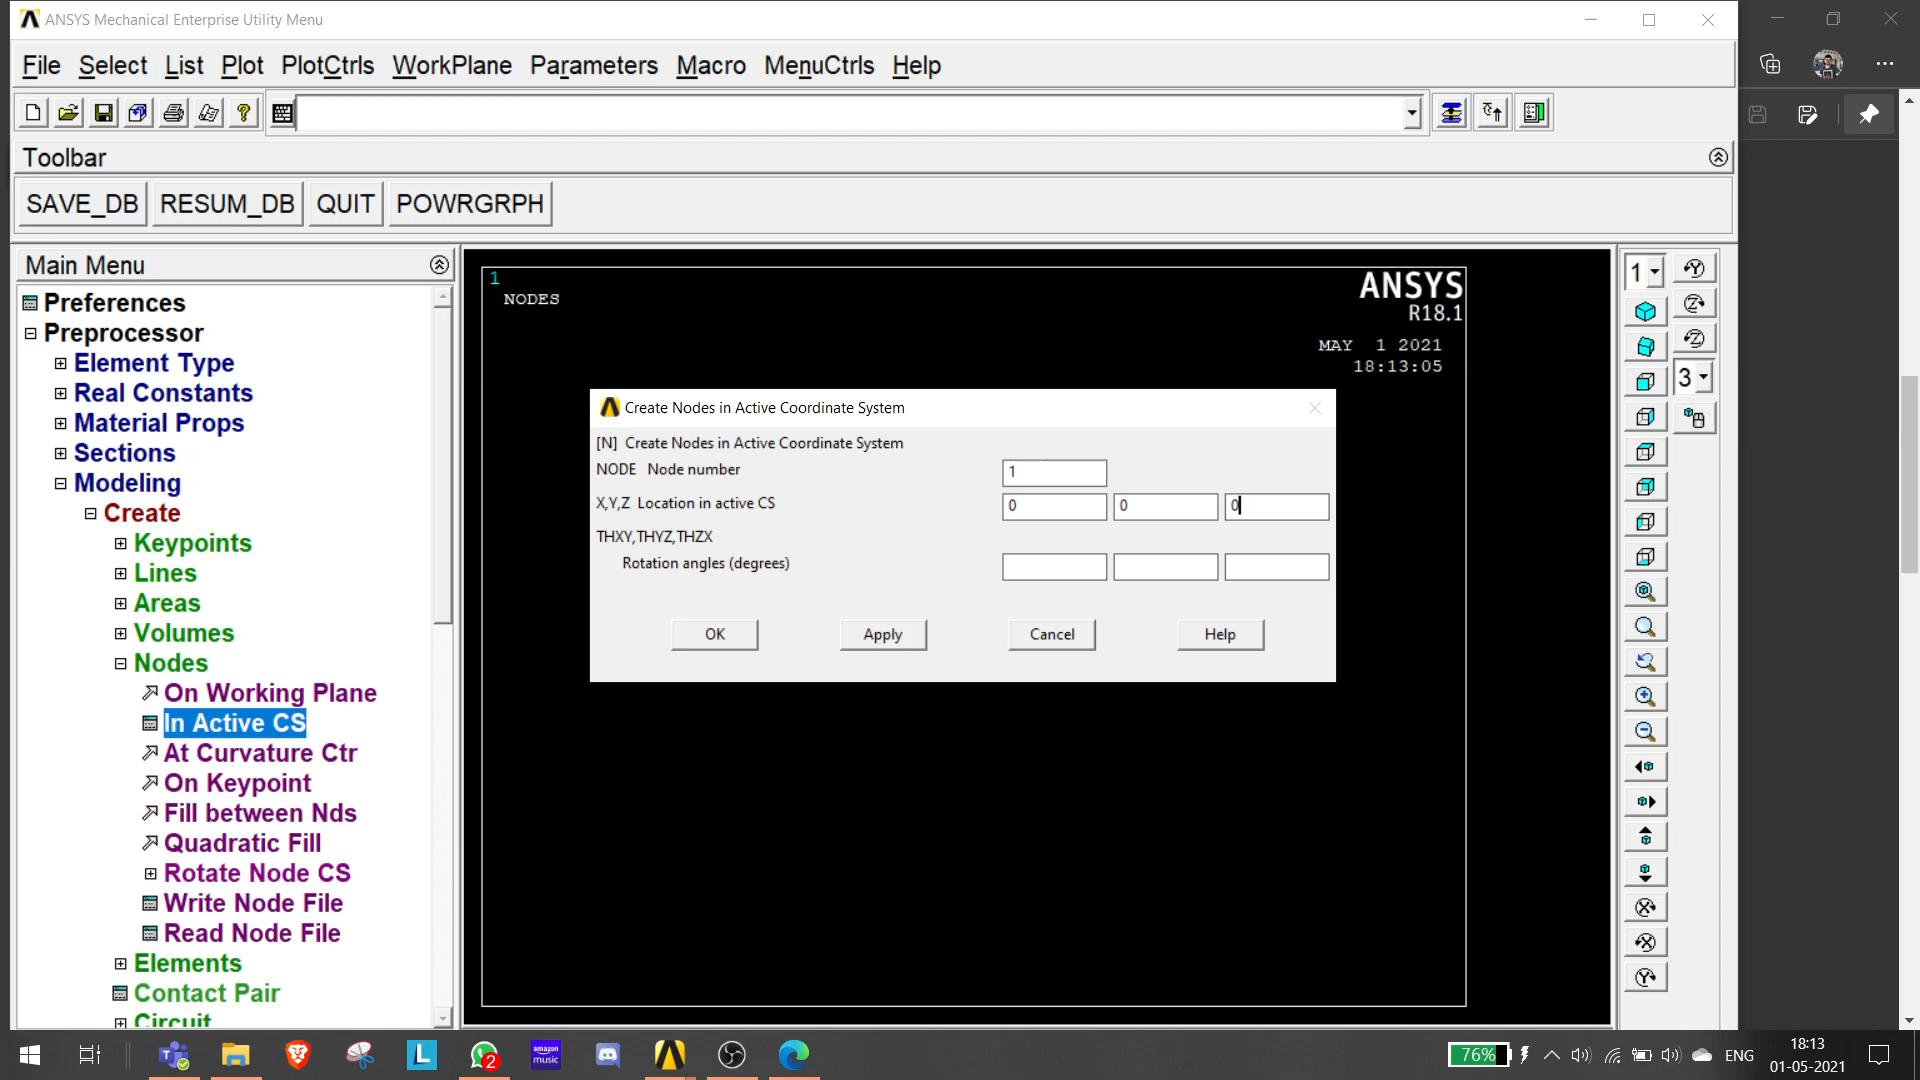 ANSYS Mechanical Enterprise Utility Menu
File Select List Plot PlotCtrls WorkPlane Parameters Macro MenuCtrls Help
Toolbar
SAVE_DB RESUM_DB QUIT POWRGRPH
Main Menu
Preferences
Preprocessor
Element Type
Real Constants
Material Props
Sections
Modeling
Create
Keypoints
Lines
Areas
Volumes
Nodes
On Working Plane
In Active CS
At Curvature Ctr
On Keypoint
Fill between Nds
Quadratic Fill
Rotate Node CS
Write Node File
Read Node File
Elements
Contact Pair
Circuit
1
NODES
ANSYS
R18.1
MAY 1 2021
18:13:05
Create Nodes in Active Coordinate System
[N] Create Nodes in Active Coordinate System
NODE Node number 1
X,Y,Z Location in active CS 0 0 0
THXY,THYZ,THZX
Rotation angles (degrees)
OK Apply Cancel Help
1
3
L
2
amazon music
76%
ENG
18:13
01-05-2021